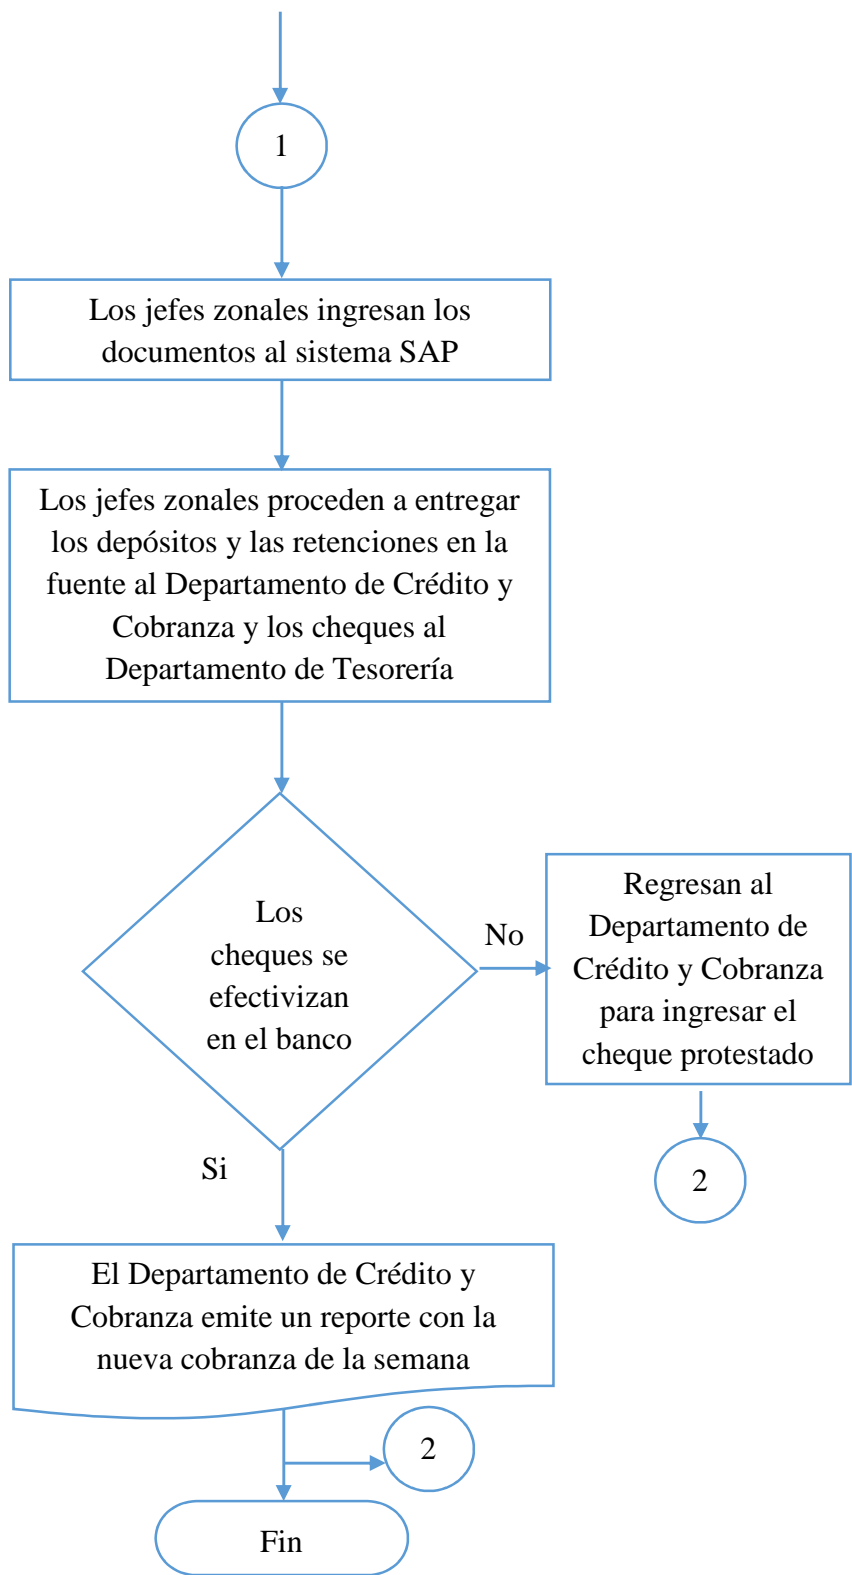 1
Los jefes zonales ingresan los
documentos al sistema SAP
Los jefes zonales proceden a entregar
los depósitos y las retenciones en la
fuente al Departamento de Crédito y
Cobranza y los cheques al
Departamento de Tesorería
Los
cheques se
efectivizan
en el banco
No
Regresan al
Departamento de
Crédito y Cobranza
para ingresar el
cheque protestado
2
Si
El Departamento de Crédito y
Cobranza emite un reporte con la
nueva cobranza de la semana
2
Fin